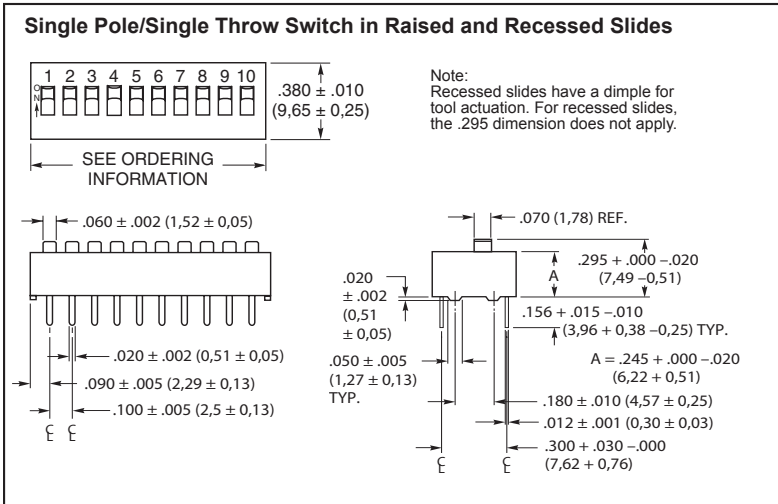 Single Pole/Single Throw Switch in Raised and Recessed Slides
1 2 3 4 5 6 7 8 9 10
O
N
.380 ± .010
(9,65 ± 0,25)
SEE ORDERING
INFORMATION
Note:
Recessed slides have a dimple for
tool actuation. For recessed slides,
the .295 dimension does not apply.
.060 ± .002 (1,52 ± 0,05)
.020 ± .002 (0,51 ± 0,05)
.090 ± .005 (2,29 ± 0,13)
.100 ± .005 (2,5 ± 0,13)
℄ ℄
.070 (1,78) REF.
A
.295 + .000 –.020
(7,49 –0,51)
.020
± .002
(0,51
± 0,05)
.156 + .015 –.010
(3,96 + 0,38 –0,25) TYP.
.050 ± .005
(1,27 ± 0,13)
TYP.
A = .245 + .000 –.020
(6,22 + 0,51)
.180 ± .010 (4,57 ± 0,25)
.012 ± .001 (0,30 ± 0,03)
.300 + .030 –.000
(7,62 + 0,76)
℄ ℄